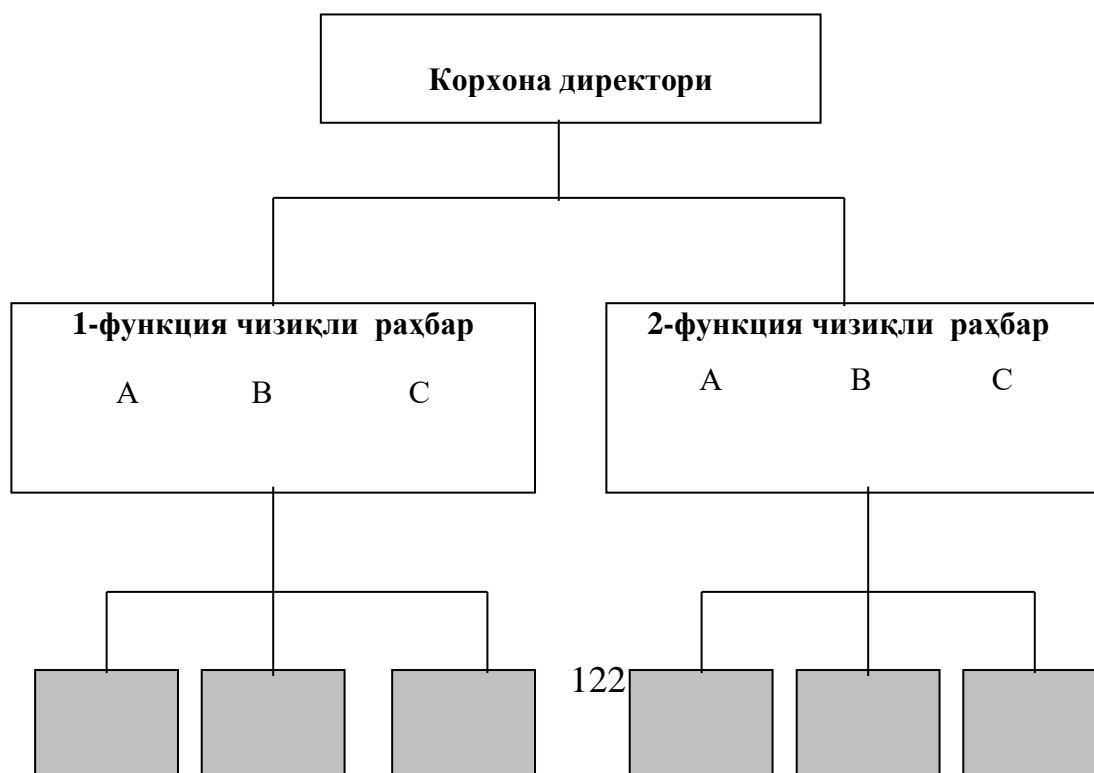 Корхона директори
1-функция чизиқли раҳбар
2-функция чизиқли раҳбар
А В С
А В С
122